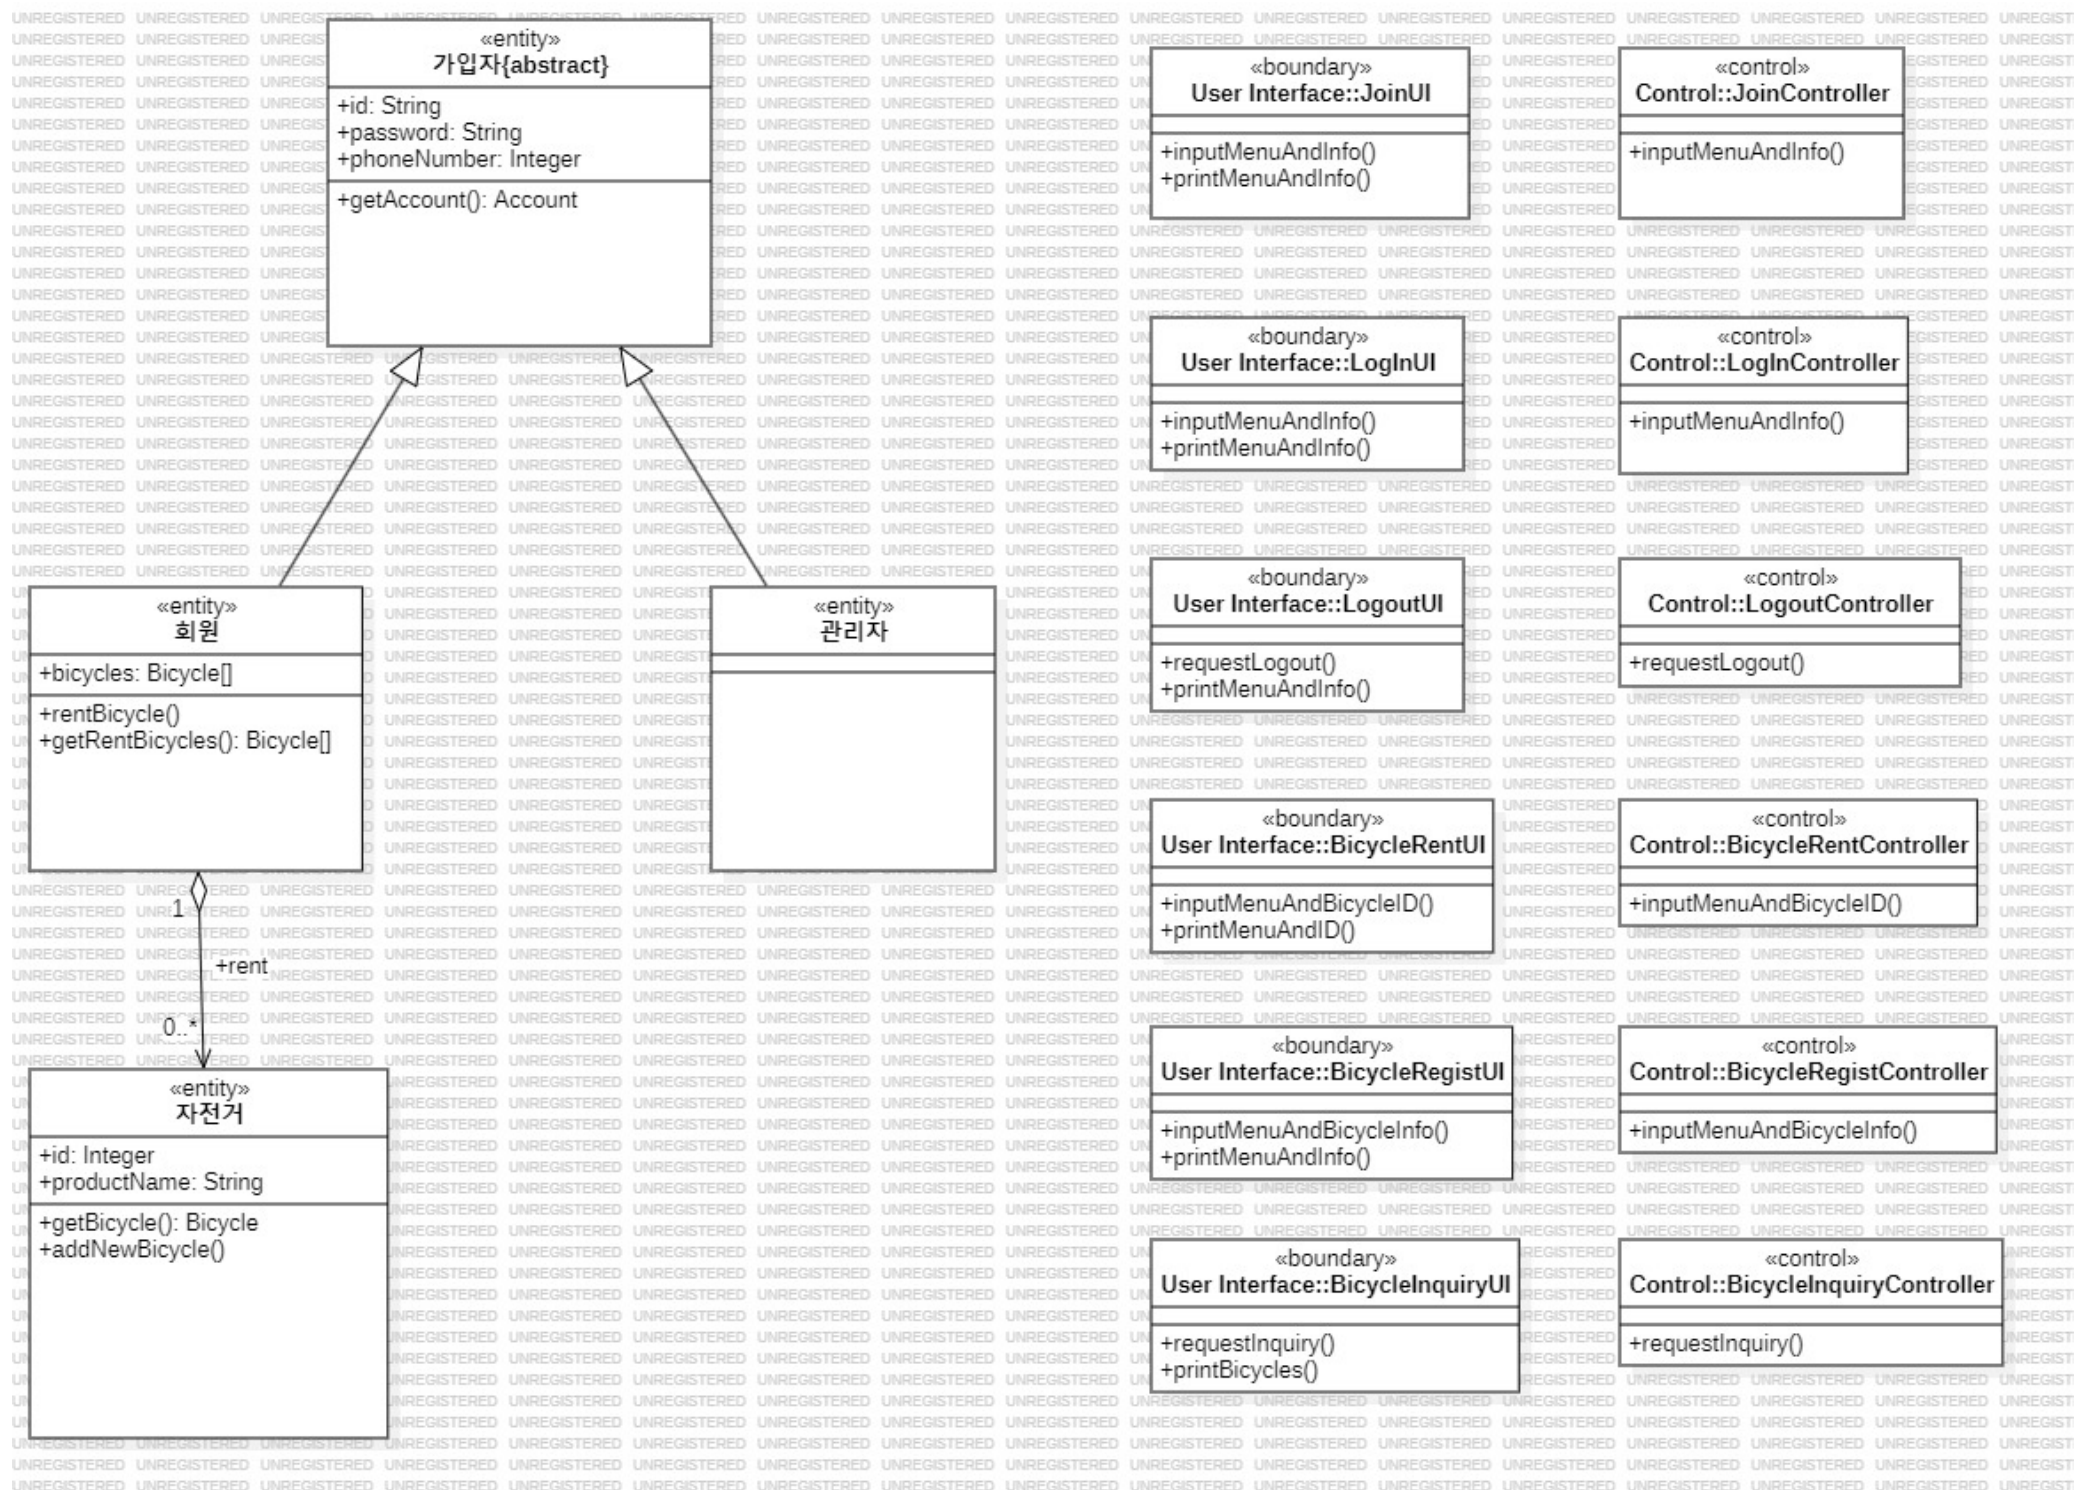 «entity»
가입자{abstract}
+id: String
+password: String
+phoneNumber: Integer
+getAccount(): Account
«entity»
회원
+bicycles: Bicycle[]
+rentBicycle()
+getRentBicycles(): Bicycle[]
«entity»
관리자
1
+rent
0..*
«entity»
자전거
+id: Integer
+productName: String
+getBicycle(): Bicycle
+addNewBicycle()
«boundary»
User Interface::JoinUI
+inputMenuAndInfo()
+printMenuAndInfo()
«control»
Control::JoinController
+inputMenuAndInfo()
«boundary»
User Interface::LogInUI
+inputMenuAndInfo()
+printMenuAndInfo()
«control»
Control::LogInController
+inputMenuAndInfo()
«boundary»
User Interface::LogoutUI
+requestLogout()
+printMenuAndInfo()
«control»
Control::LogoutController
+requestLogout()
«boundary»
User Interface::BicycleRentUI
+inputMenuAndBicycleID()
+printMenuAndID()
«control»
Control::BicycleRentController
+inputMenuAndBicycleID()
«boundary»
User Interface::BicycleRegistUI
+inputMenuAndBicycleInfo()
+printMenuAndInfo()
«control»
Control::BicycleRegistController
+inputMenuAndBicycleInfo()
«boundary»
User Interface::BicycleInquiryUI
+requestInquiry()
+printBicycles()
«control»
Control::BicycleInquiryController
+requestInquiry()